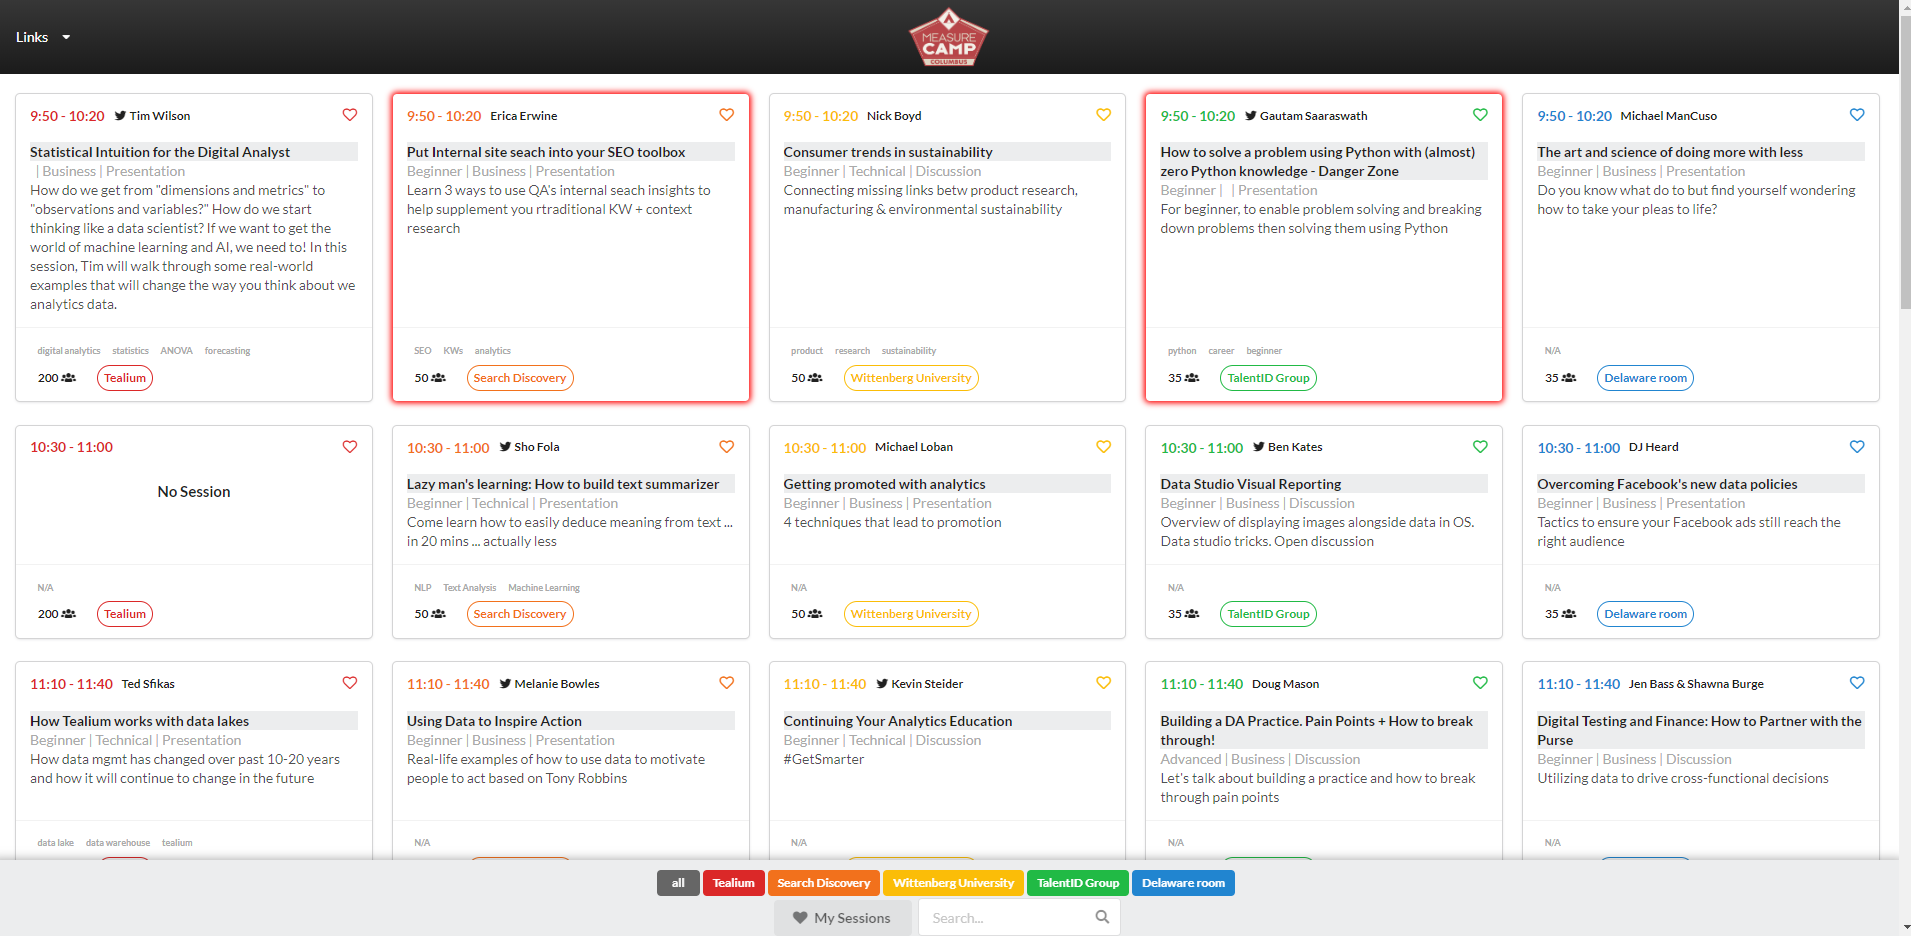 Links
MEASURE
CAMP
COLUMBUS
9:50 - 10:20 Tim Wilson
Statistical Intuition for the Digital Analyst
| Business | Presentation
How do we get from "dimensions and metrics" to
"observations and variables?" How do we start
thinking like a data scientist? If we want to get the
world of machine learning and AI, we need to! In this
session, Tim will walk through some real-world
examples that will change the way you think about we
analytics data.
digital analytics statistics ANOVA forecasting
200 Tealium
9:50 - 10:20 Erica Erwine
Put Internal site seach into your SEO toolbox
Beginner | Business | Presentation
Learn 3 ways to use QA's internal seach insights to
help supplement you rtraditional KW + context
research
SEO KWs analytics
50 Search Discovery
9:50 - 10:20 Nick Boyd
Consumer trends in sustainability
Beginner | Technical | Discussion
Connecting missing links betw product research,
manufacturing & environmental sustainability
product research sustainability
50 Wittenberg University
9:50 - 10:20 Gautam Saaraswath
How to solve a problem using Python with (almost)
zero Python knowledge - Danger Zone
Beginner | | Presentation
For beginner, to enable problem solving and breaking
down problems then solving them using Python
python career beginner
35 TalentID Group
9:50 - 10:20 Michael ManCuso
The art and science of doing more with less
Beginner | Business | Presentation
Do you know what do to but find yourself wondering
how to take your pleas to life?
N/A
35 Delaware room
10:30 - 11:00
No Session
N/A
200 Tealium
10:30 - 11:00 Sho Fola
Lazy man's learning: How to build text summarizer
Beginner | Technical | Presentation
Come learn how to easily deduce meaning from text ...
in 20 mins ... actually less
NLP Text Analysis Machine Learning
50 Search Discovery
10:30 - 11:00 Michael Loban
Getting promoted with analytics
Beginner | Business | Presentation
4 techniques that lead to promotion
N/A
50 Wittenberg University
10:30 - 11:00 Ben Kates
Data Studio Visual Reporting
Beginner | Business | Discussion
Overview of displaying images alongside data in OS.
Data studio tricks. Open discussion
N/A
35 TalentID Group
10:30 - 11:00 DJ Heard
Overcoming Facebook's new data policies
Beginner | Business | Presentation
Tactics to ensure your Facebook ads still reach the
right audience
N/A
35 Delaware room
11:10 - 11:40 Ted Sfikas
How Tealium works with data lakes
Beginner | Technical | Presentation
How data mgmt has changed over past 10-20 years
and how it will continue to change in the future
data lake data warehouse tealium
11:10 - 11:40 Melanie Bowles
Using Data to Inspire Action
Beginner | Business | Presentation
Real-life examples of how to use data to motivate
people to act based on Tony Robbins
N/A
11:10 - 11:40 Kevin Steider
Continuing Your Analytics Education
Beginner | Technical | Discussion
#GetSmarter
N/A
11:10 - 11:40 Doug Mason
Building a DA Practice. Pain Points + How to break
through!
Advanced | Business | Discussion
Let's talk about building a practice and how to break
through pain points
N/A
11:10 - 11:40 Jen Bass & Shawna Burge
Digital Testing and Finance: How to Partner with the
Purse
Beginner | Business | Discussion
Utilizing data to drive cross-functional decisions
N/A
all Tealium Search Discovery Wittenberg University TalentID Group Delaware room
My Sessions Search...